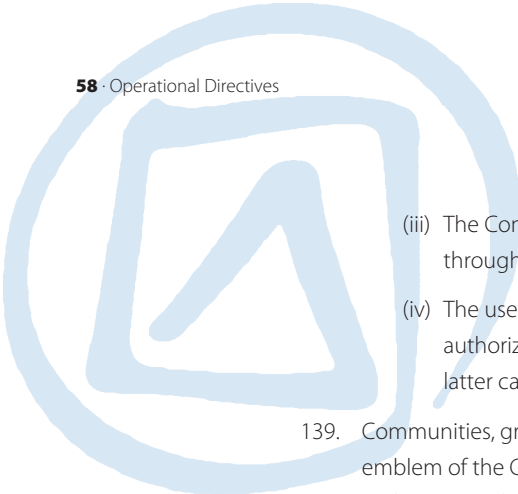 58 · Operational Directives
(iii) The Con
through
(iv) The use
authoriz
latter ca
139. Communities, gr
emblem of the C